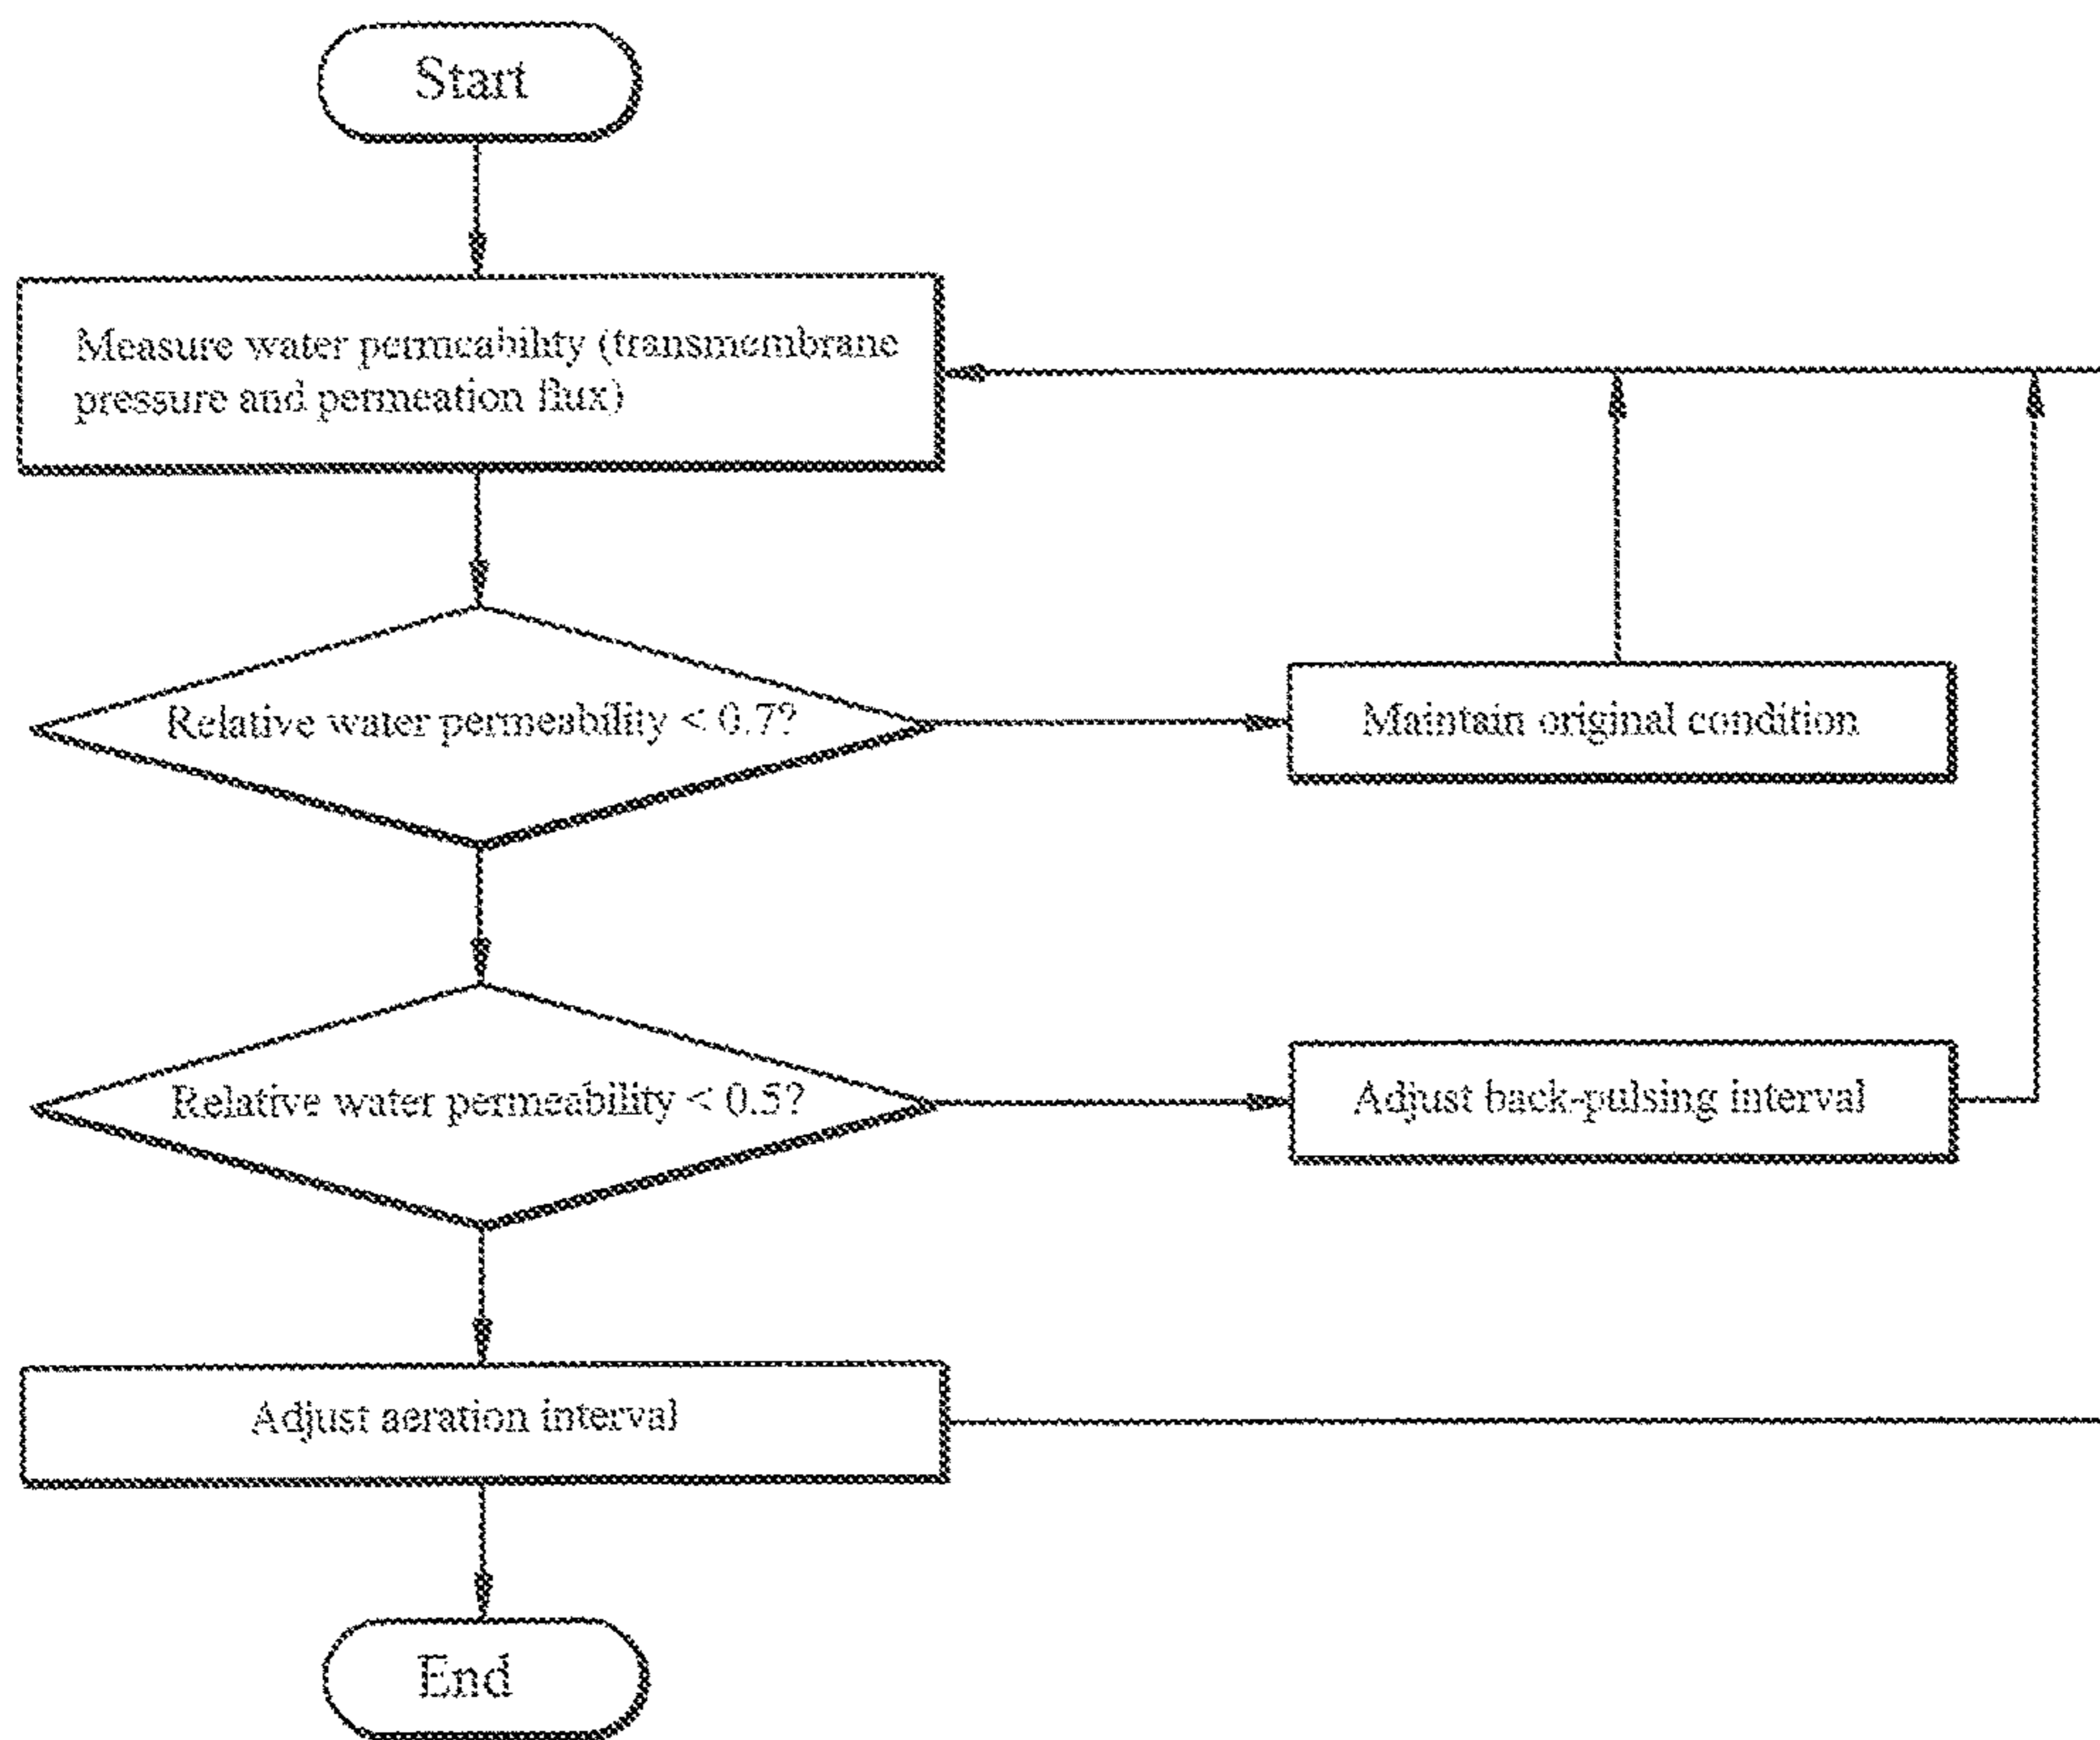 Start
Measure water permeability (transmembrane
pressure and permeation flux)
Relative water permeability < 0.7?
Maintain original condition
Relative water permeability < 0.5?
Adjust back-pulsing interval
Adjust aeration interval
End